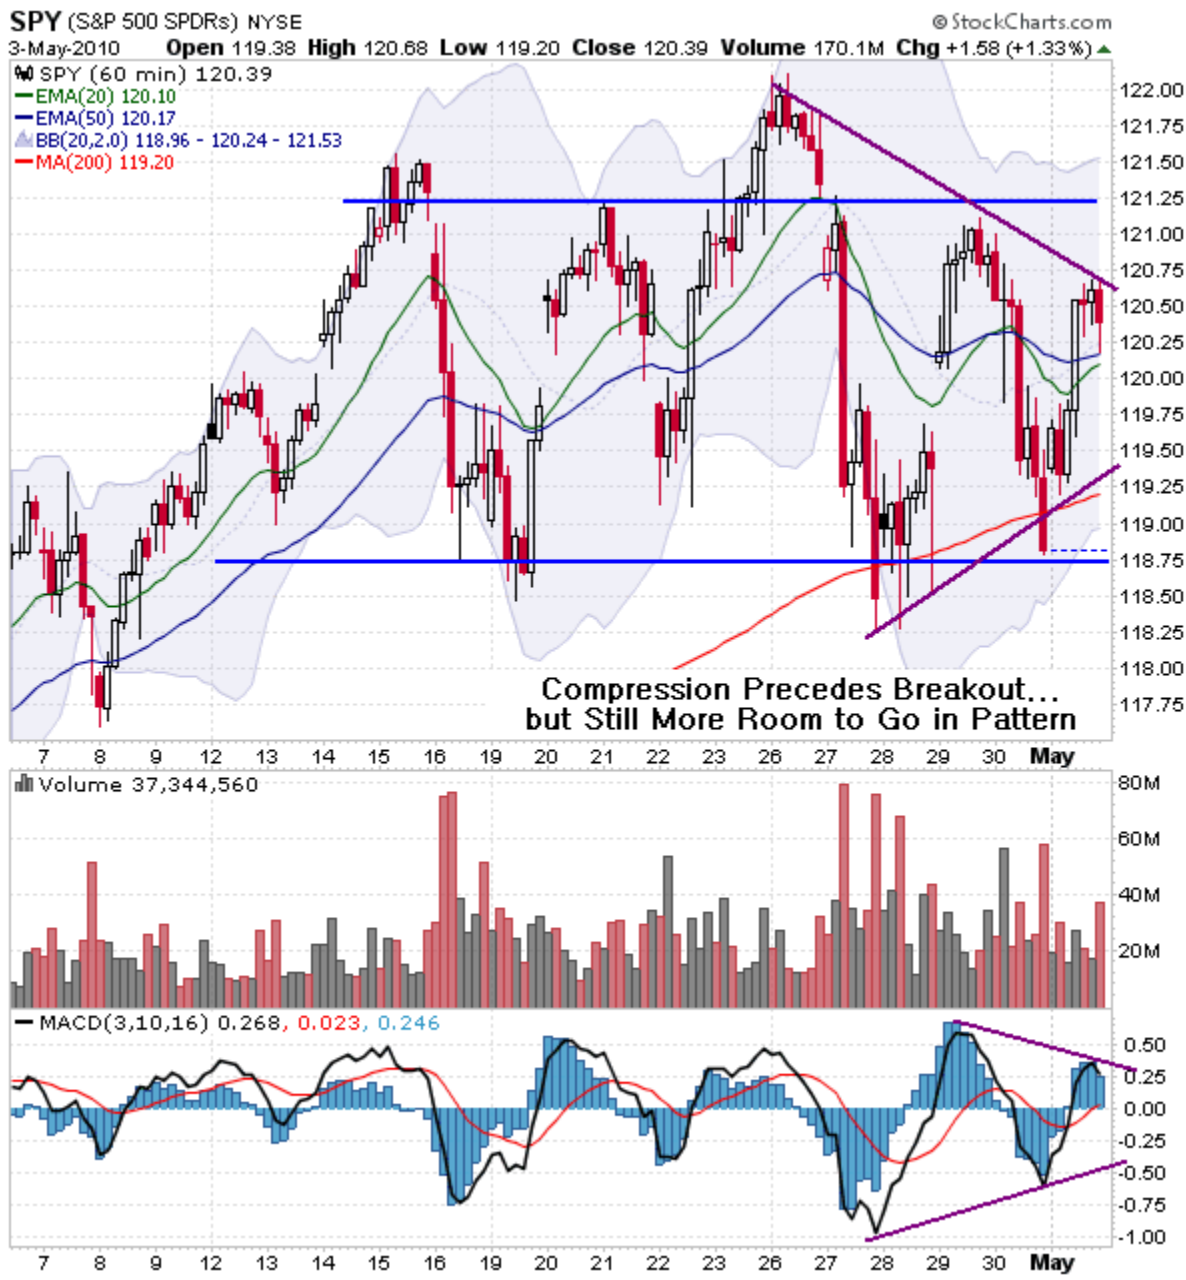 SPY (S&P 500 SPDRs) NYSE © StockCharts.com
3-May-2010 Open 119.38 High 120.68 Low 119.20 Close 120.39 Volume 170.1M Chg +1.58 (+1.33%)
SPY (60 min) 120.39
EMA(20) 120.10
EMA(50) 120.17
BB(20,2.0) 118.96 - 120.24 - 121.53
MA(200) 119.20
122.00
121.75
121.50
121.25
121.00
120.75
120.50
120.25
120.00
119.75
119.50
119.25
119.00
118.75
118.50
118.25
118.00
117.75
Compression Precedes Breakout...
but Still More Room to Go in Pattern
7 8 9 12 13 14 15 16 19 20 21 22 23 26 27 28 29 30 May
Volume 37,344,560
80M
60M
40M
20M
MACD(3,10,16) 0.268, 0.023, 0.246
0.50
0.25
0.00
-0.25
-0.50
-0.75
-1.00
7 8 9 12 13 14 15 16 19 20 21 22 23 26 27 28 29 30 May